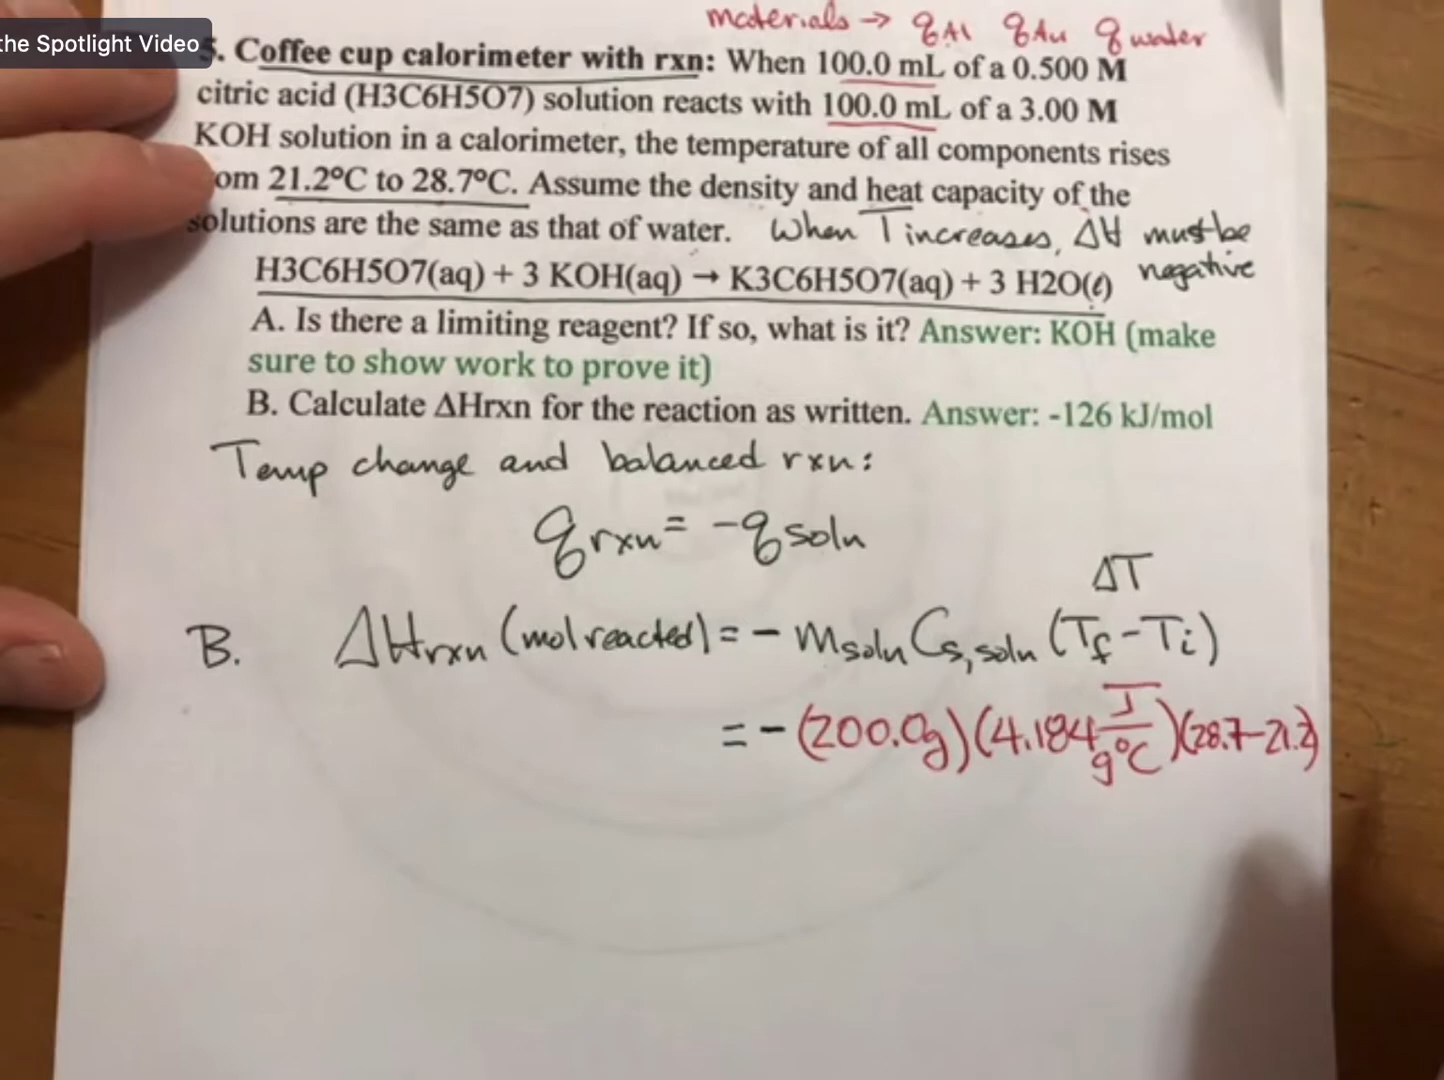 materials → qAl qAu qwater
the Spotlight Video
5. Coffee cup calorimeter with rxn: When 100.0 mL of a 0.500 M
citric acid (H3C6H5O7) solution reacts with 100.0 mL of a 3.00 M
KOH solution in a calorimeter, the temperature of all components rises
om 21.2°C to 28.7°C. Assume the density and heat capacity of the
solutions are the same as that of water. When T increases, ΔH must be
negative
H3C6H5O7(aq) + 3 KOH(aq) → K3C6H5O7(aq) + 3 H2O(ℓ)
A. Is there a limiting reagent? If so, what is it? Answer: KOH (make
sure to show work to prove it)
B. Calculate ΔHrxn for the reaction as written. Answer: -126 kJ/mol
Temp change and balanced rxn:
qrxn = -qsoln
ΔT
B. ΔHrxn (mol reacted) = - msoln Cs,soln (Tf - Ti)
= - (200.0g)(4.184 J/g°C)(28.7-21.2)